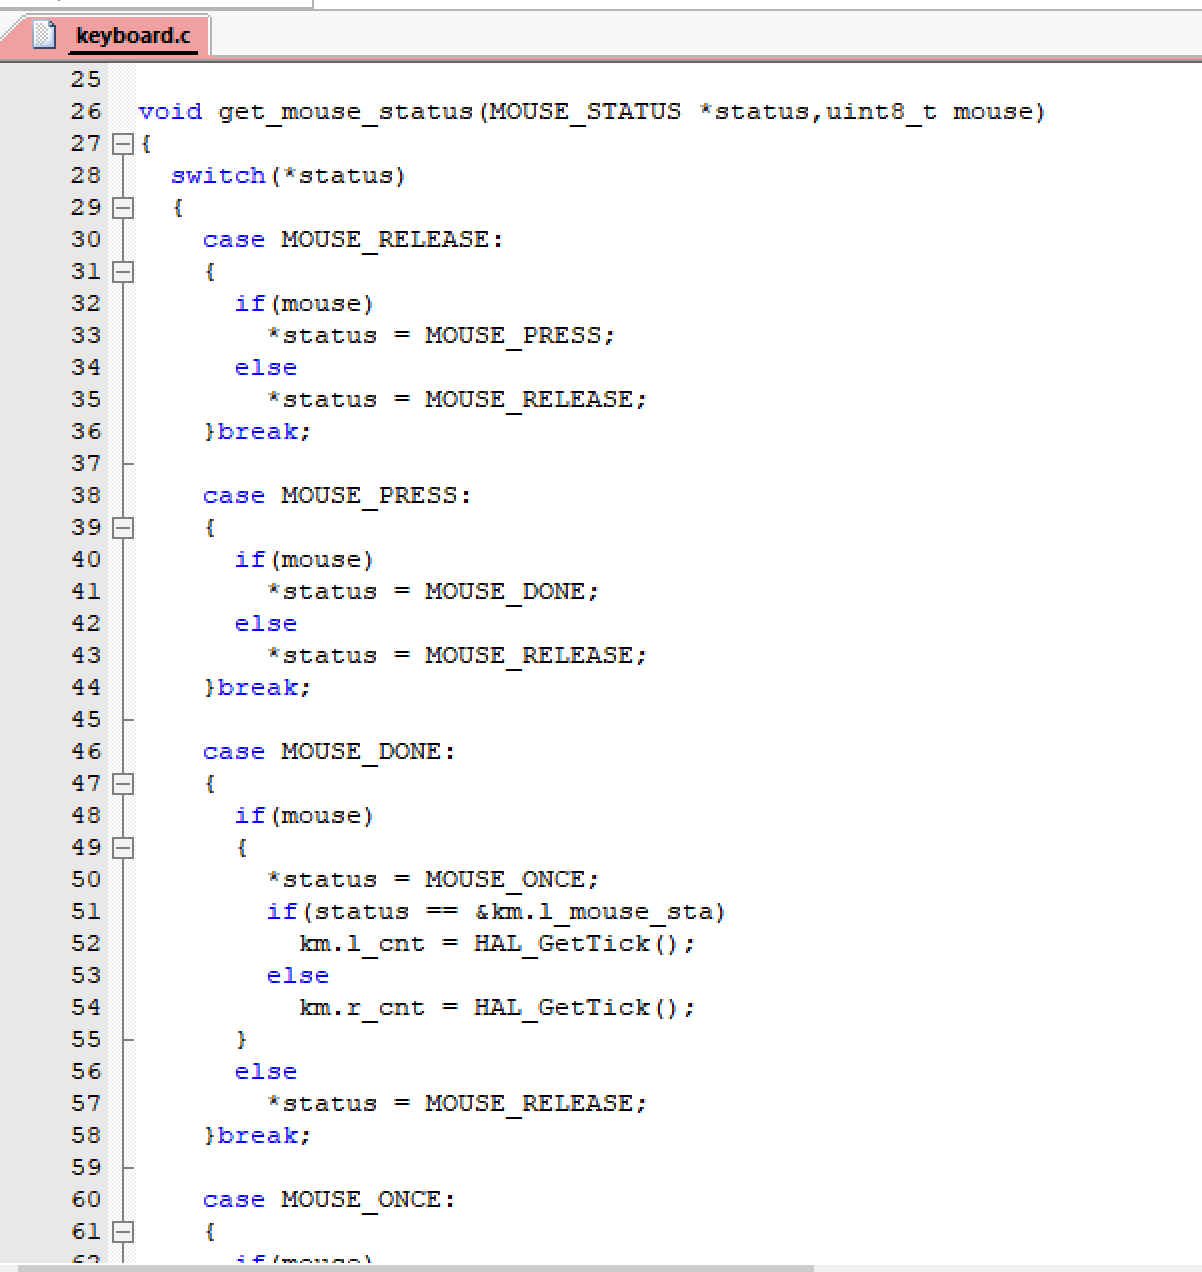 keyboard.c
25
26 void get_mouse_status(MOUSE_STATUS *status,uint8_t mouse)
27 {
28 switch(*status)
29 {
30 case MOUSE_RELEASE:
31 {
32 if(mouse)
33 *status = MOUSE_PRESS;
34 else
35 *status = MOUSE_RELEASE;
36 }break;
37
38 case MOUSE_PRESS:
39 {
40 if(mouse)
41 *status = MOUSE_DONE;
42 else
43 *status = MOUSE_RELEASE;
44 }break;
45
46 case MOUSE_DONE:
47 {
48 if(mouse)
49 {
50 *status = MOUSE_ONCE;
51 if(status == &km.l_mouse_sta)
52 km.l_cnt = HAL_GetTick();
53 else
54 km.r_cnt = HAL_GetTick();
55 }
56 else
57 *status = MOUSE_RELEASE;
58 }break;
59
60 case MOUSE_ONCE:
61 {
62 if(mouse)